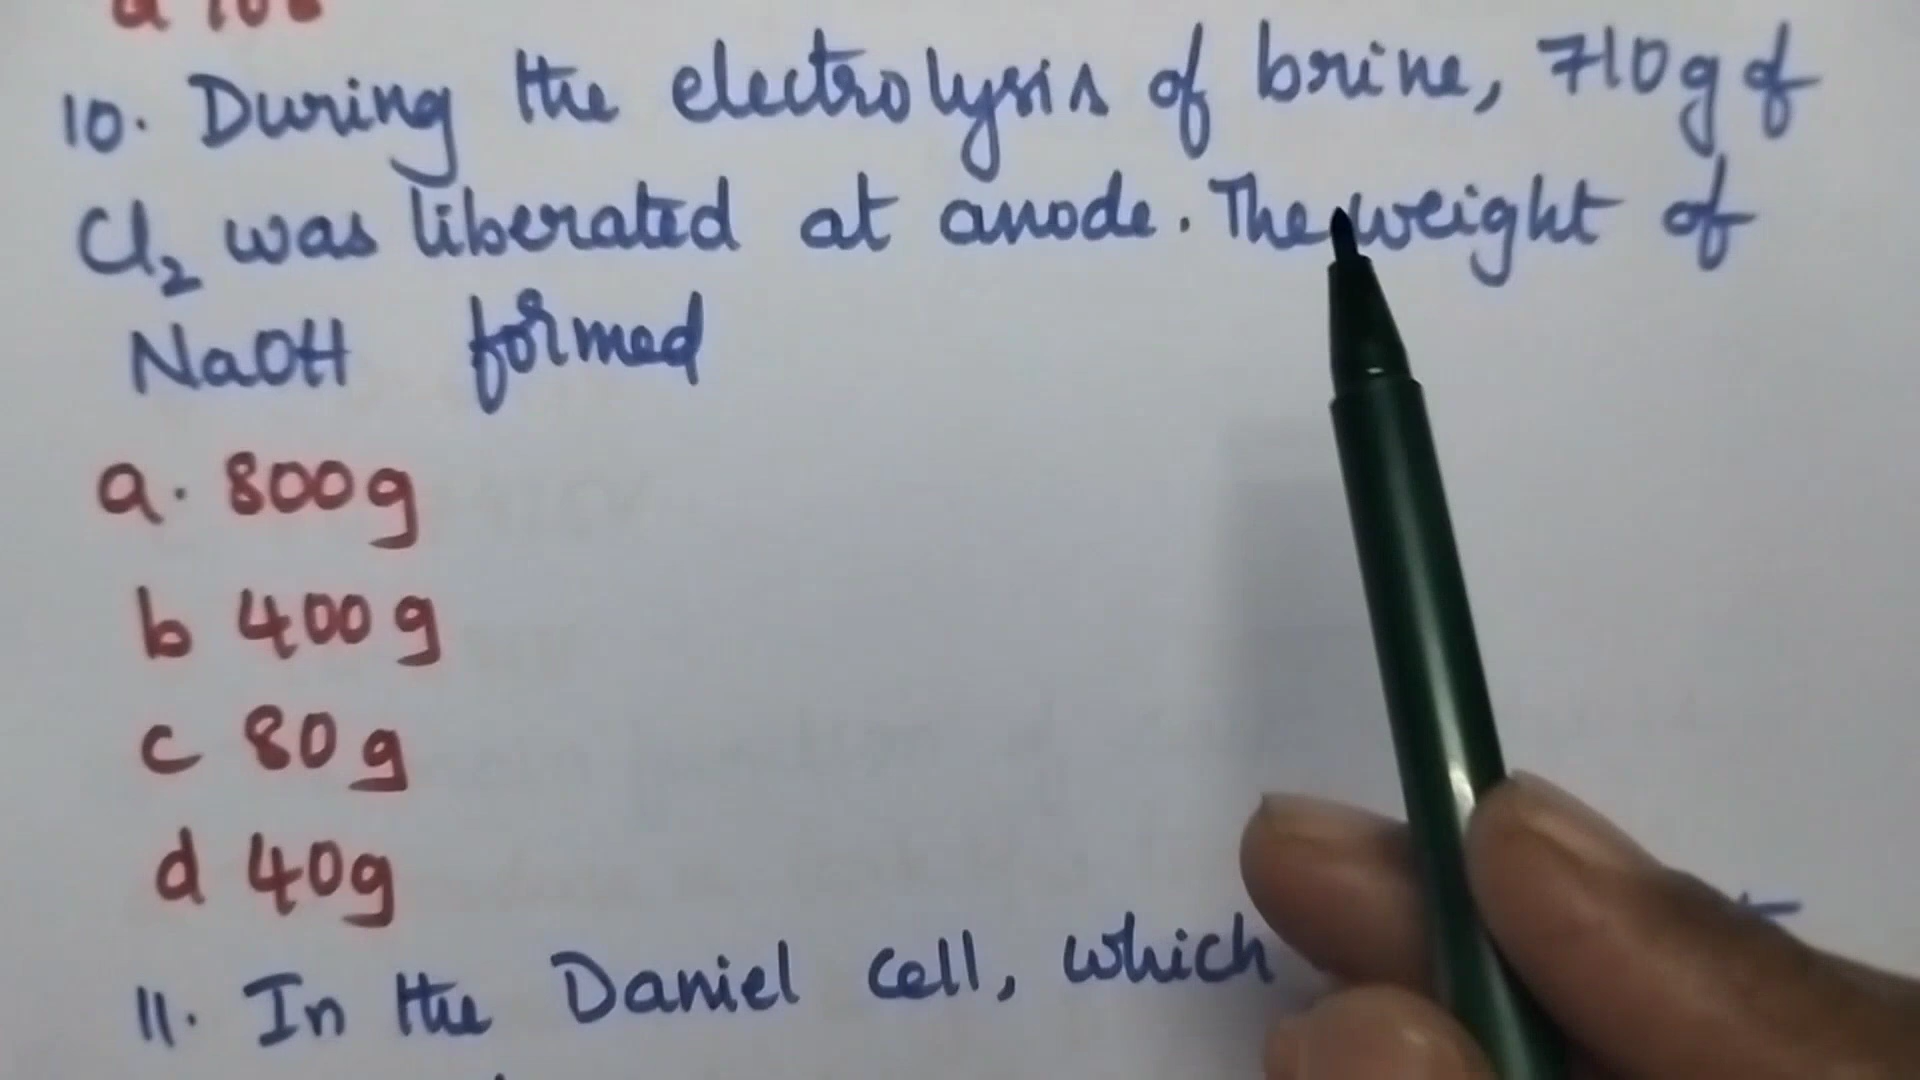 10. During the electrolysis of brine, 710g of
Cl₂ was liberated at anode. The weight of
NaOH formed
a. 800g
b 400g
c 80g
d 40g
11. In the Daniel cell, which